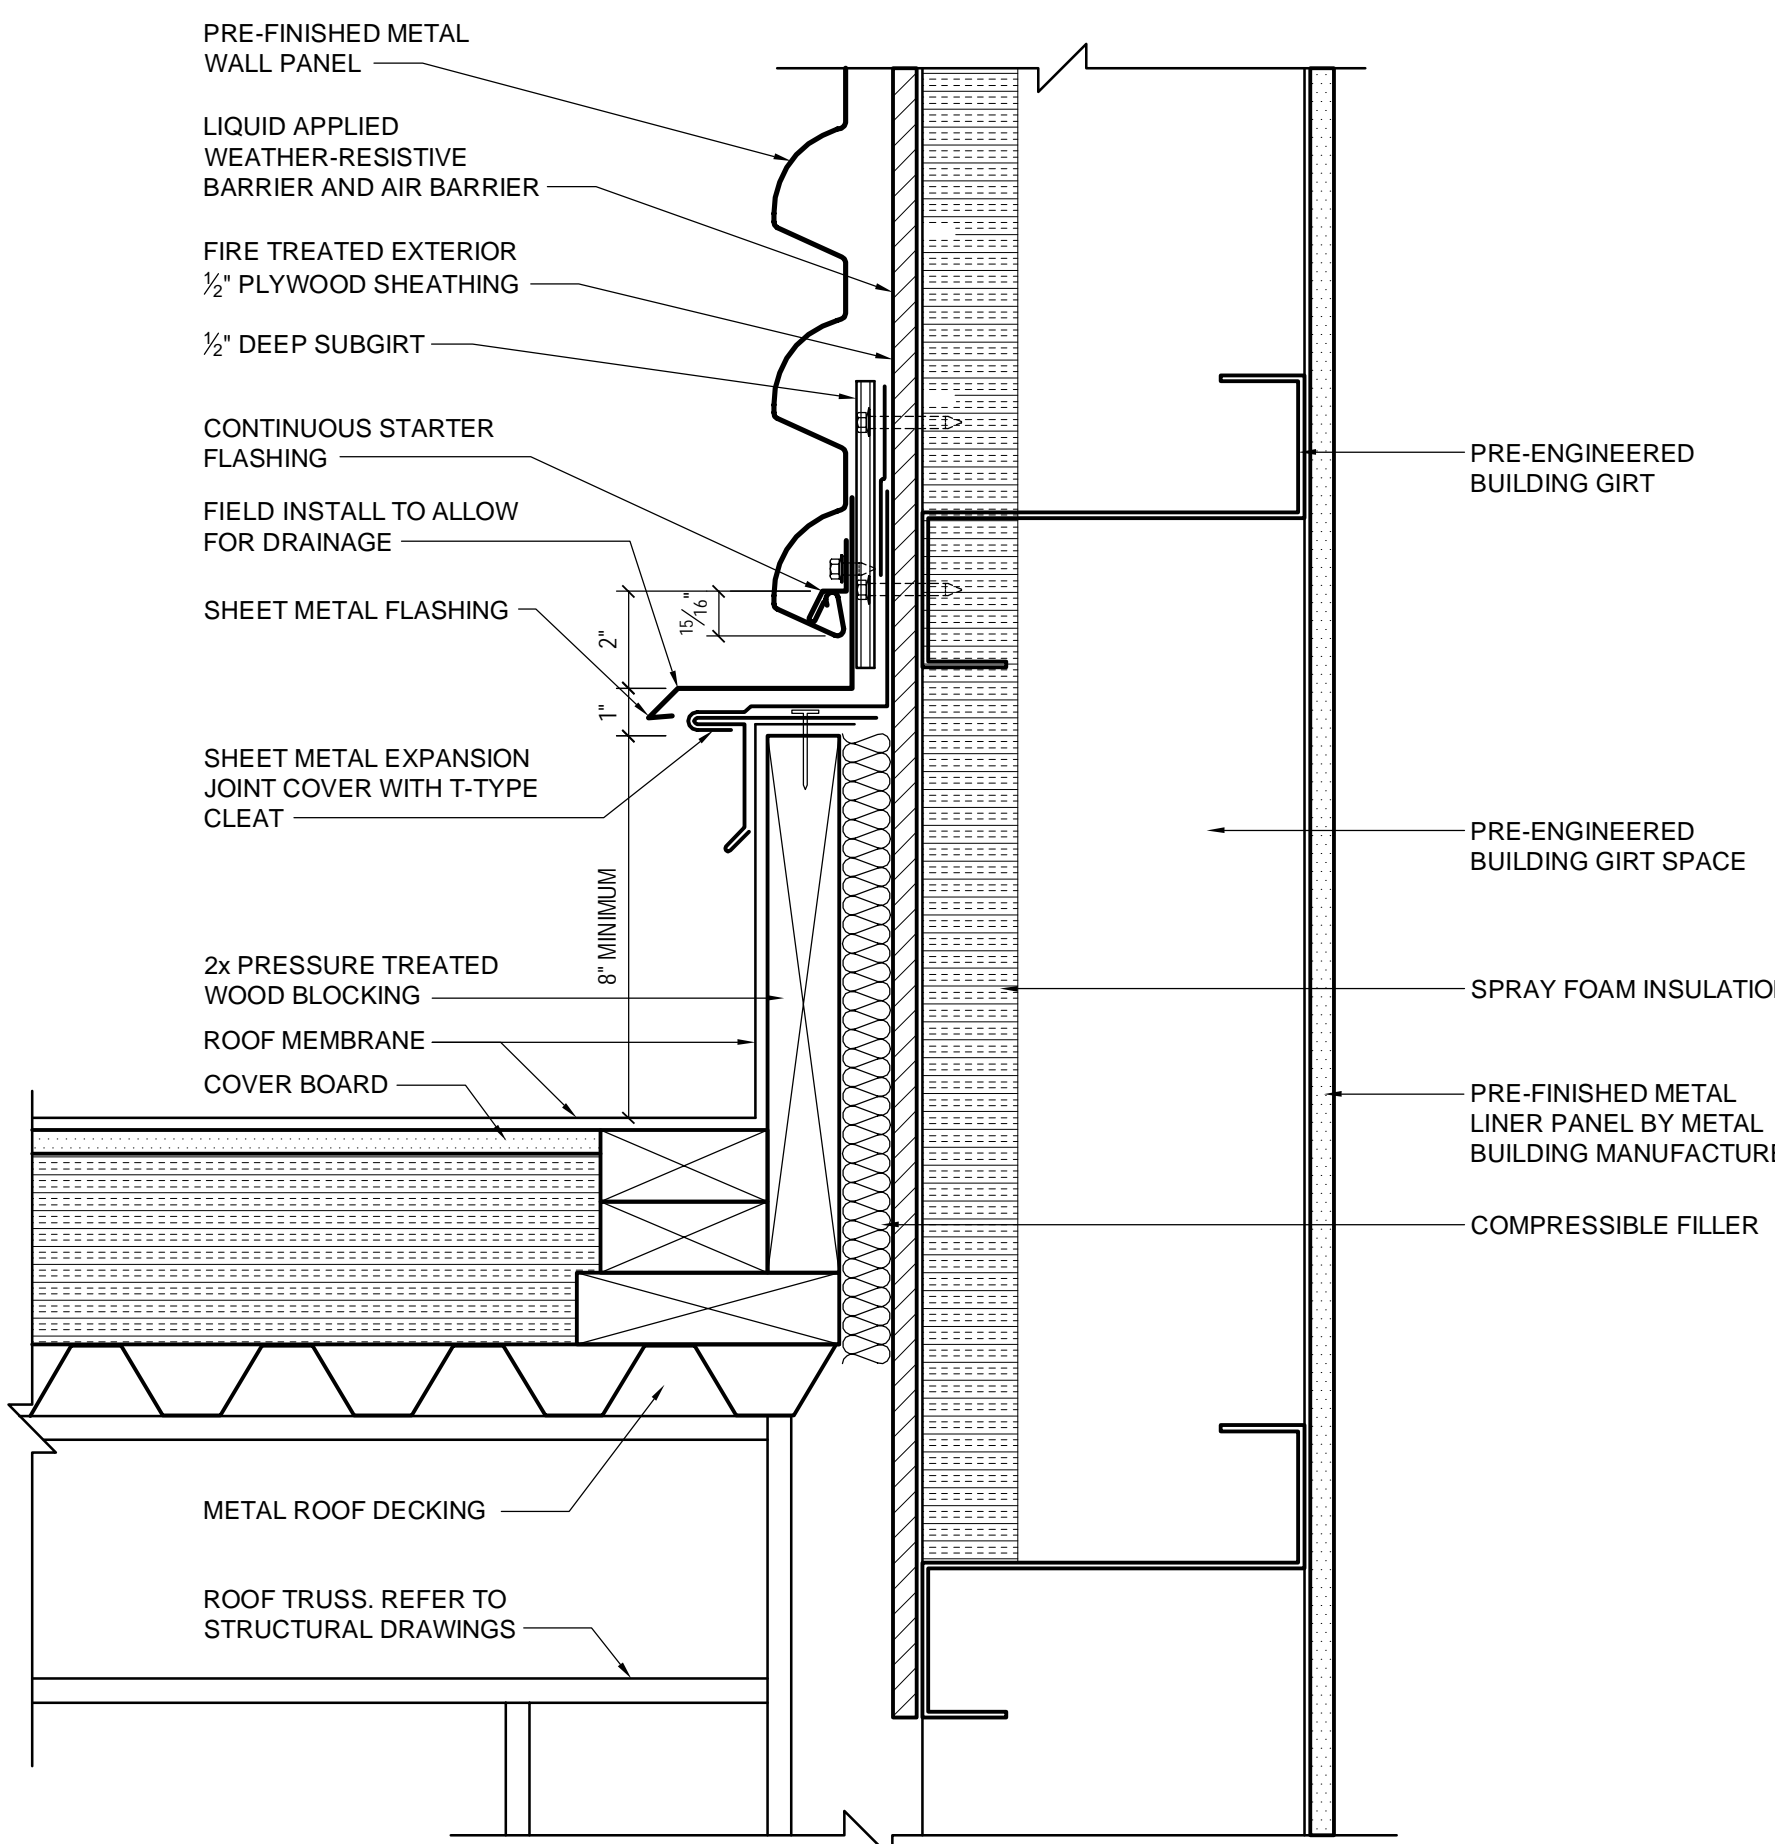 PRE-FINISHED METAL
WALL PANEL
LIQUID APPLIED
WEATHER-RESISTIVE
BARRIER AND AIR BARRIER
FIRE TREATED EXTERIOR
½" PLYWOOD SHEATHING
½" DEEP SUBGIRT
CONTINUOUS STARTER
FLASHING
FIELD INSTALL TO ALLOW
FOR DRAINAGE
SHEET METAL FLASHING
15/16"
2"
1"
SHEET METAL EXPANSION
JOINT COVER WITH T-TYPE
CLEAT
8" MINIMUM
2x PRESSURE TREATED
WOOD BLOCKING
ROOF MEMBRANE
COVER BOARD
METAL ROOF DECKING
ROOF TRUSS. REFER TO
STRUCTURAL DRAWINGS
PRE-ENGINEERED
BUILDING GIRT
PRE-ENGINEERED
BUILDING GIRT SPACE
SPRAY FOAM INSULATIO
PRE-FINISHED METAL
LINER PANEL BY METAL
BUILDING MANUFACTURE
COMPRESSIBLE FILLER